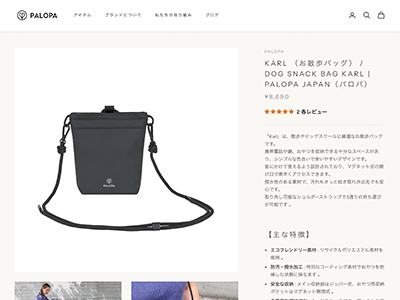 PALOPA
アイテム
ブランドについて
私たちの取り組み
ブログ
PALOPA
KARL （お散歩バッグ） /
DOG SNACK BAG KARL |
PALOPA JAPAN（パロパ）
¥8,690
★★★★★ 2 各レビュー
「Karl」は、散歩やドッグスクールに最適なお散歩バッグ
です。
携帯電話や鍵、おやつを収納できる十分なスペースがあ
り、シンプルな色合いで使いやすいデザインです。
首にかけて使えるよう設計されており、マグネット式の開
け口で素早くアクセスできます。
撥水性のある素材で、汚れもさっと拭き取れ外出先でも安
心です。
取り外し可能なショルダーストラップで3通りの持ち運び
が可能です。
【主な特徴】
• エコフレンドリー素材：リサイクルポリエステル素材を
使用。
• 防汚・撥水加工：特別なコーティング素材でおやつを乾
燥した状態に保ちます。
• 安全な収納：メイン収納部はジッパー式、おやつ用収納
ポケットはマグネット開閉式。
PALOPA